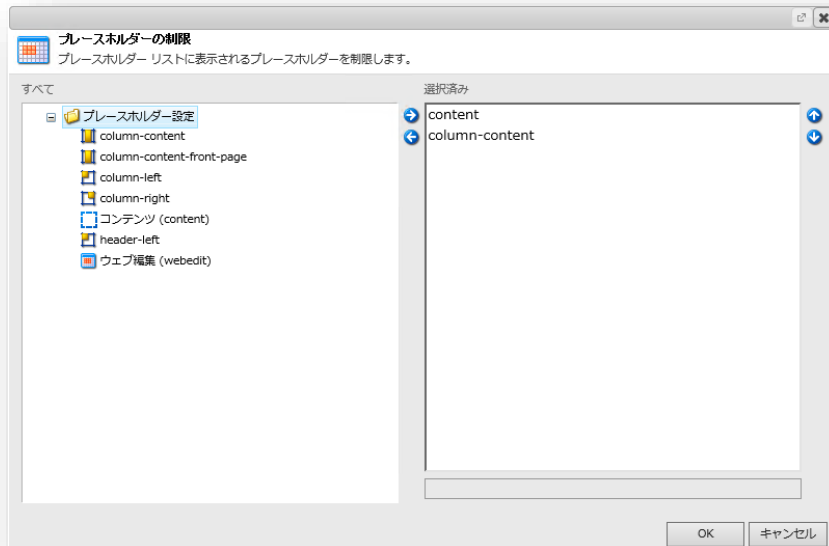 プレースホルダーの制限
プレースホルダー リストに表示されるプレースホルダーを制限します。
すべて
選択済み
プレースホルダー設定
column-content
column-content-front-page
column-left
column-right
コンテンツ (content)
header-left
ウェブ編集 (webedit)
content
column-content
OK
キャンセル